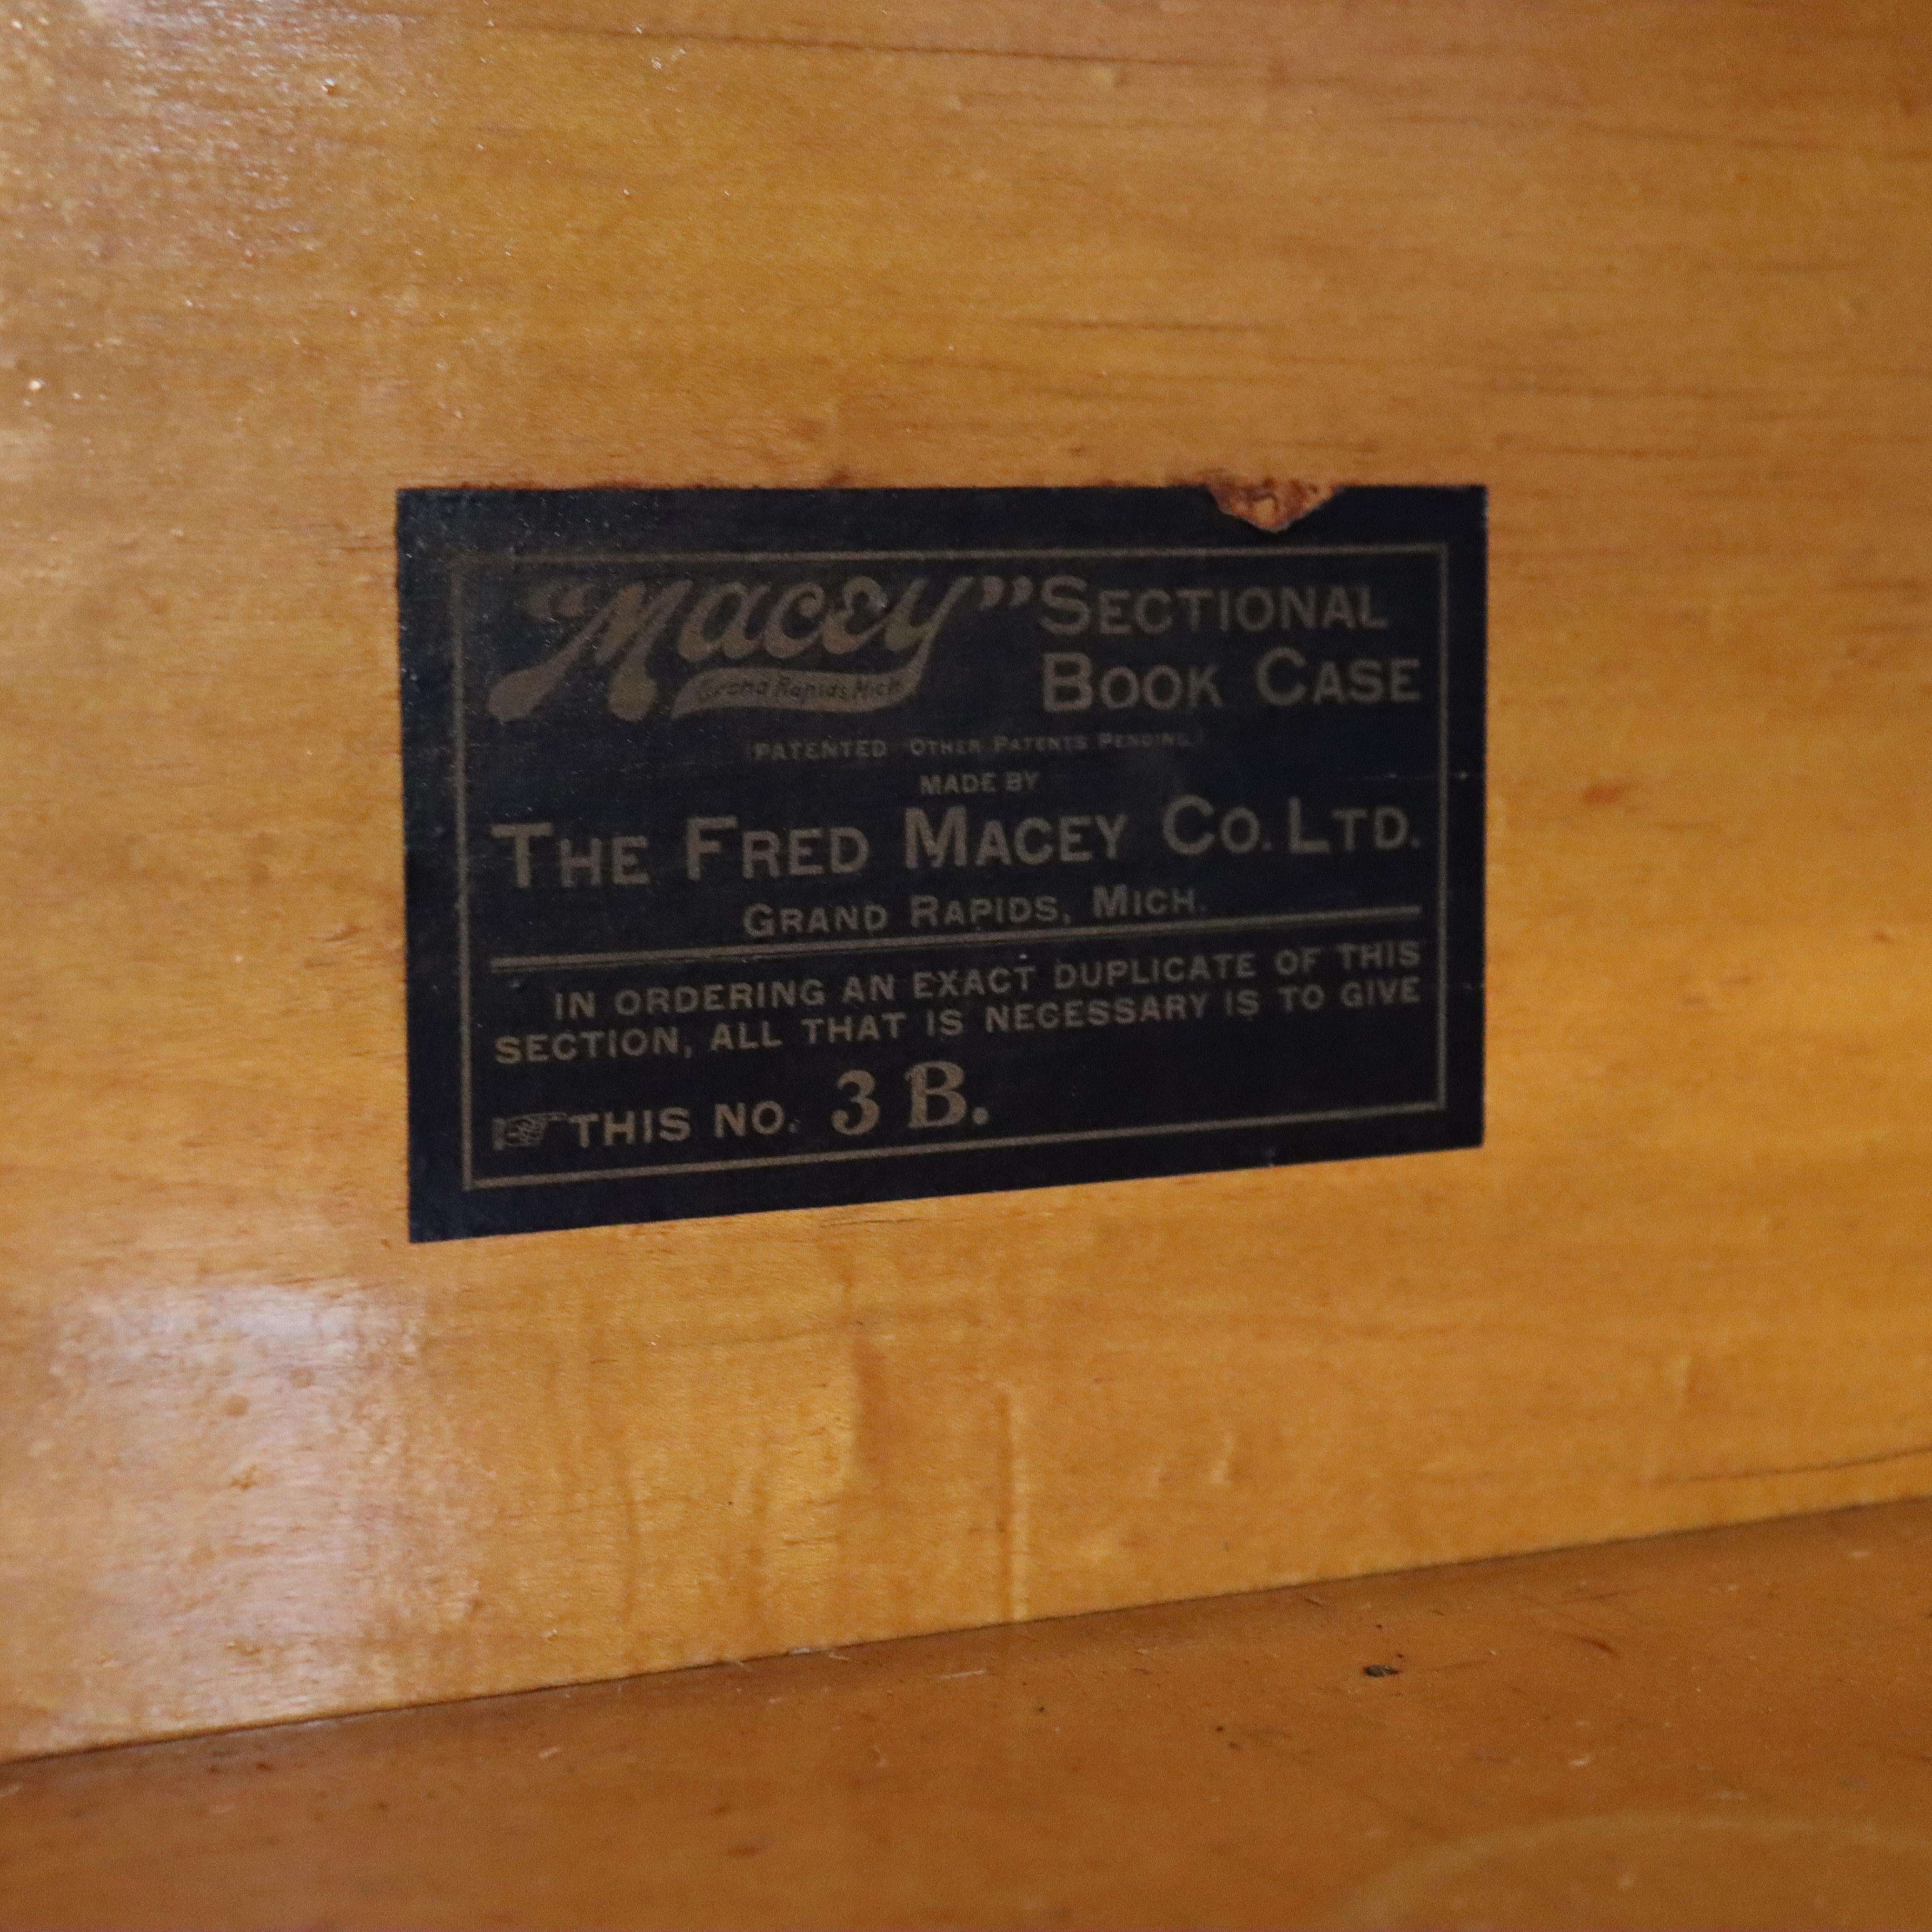 "Macey" SECTIONAL
BOOK CASE
Grand Rapids Mich.
(PATENTED OTHER PATENTS PENDING.)
MADE BY
THE FRED MACEY CO. LTD.
GRAND RAPIDS, MICH.
IN ORDERING AN EXACT DUPLICATE OF THIS
SECTION, ALL THAT IS NECESSARY IS TO GIVE
☞ THIS NO. 3 B.